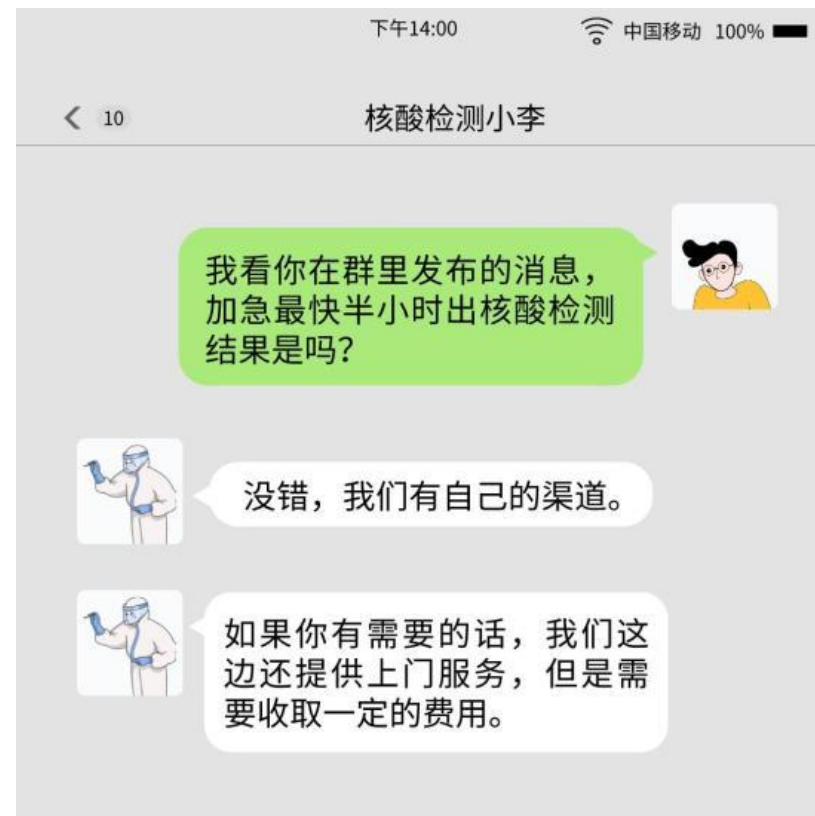 下午14:00 中国移动 100%
10 核酸检测小李
我看你在群里发布的消息，
加急最快半小时出核酸检测
结果是吗？
没错，我们有自己的渠道。
如果你有需要的话，我们这
边还提供上门服务，但是需
要收取一定的费用。